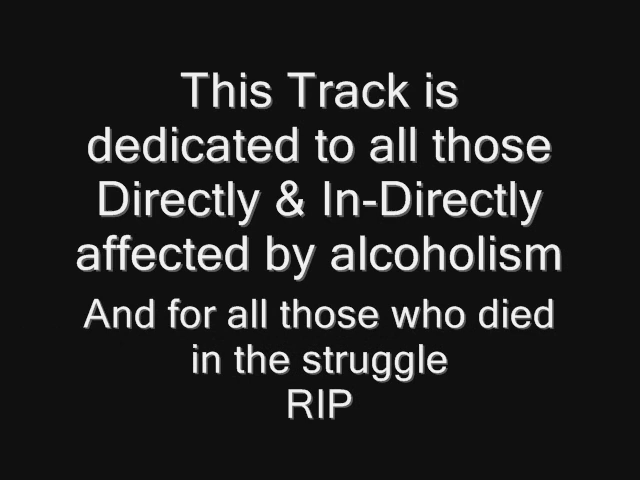 This Track is
dedicated to all those
Directly & In-Directly
affected by alcoholism
And for all those who died
in the struggle
RIP